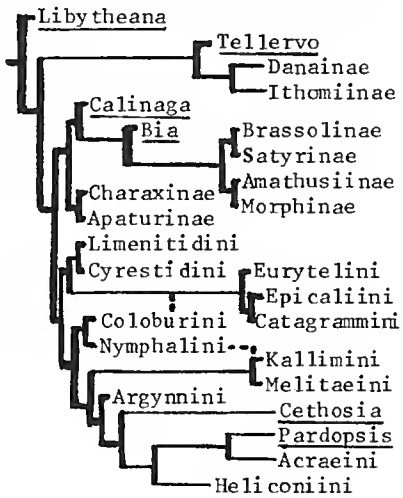 Libytheana
Tellervo
Danainae
Ithomiinae
Calinaga
Bia
Brassolinae
Satyrinae
Amathusiinae
Morphinae
Charaxinae
Apaturinae
Limenitidini
Cyrestidini
Eurytelini
Epicaliini
Catagrammini
Coloburini
Nymphalini
Kallimini
Melitaeini
Argynnini
Cethosia
Pardopsis
Acraeini
Heliconiini